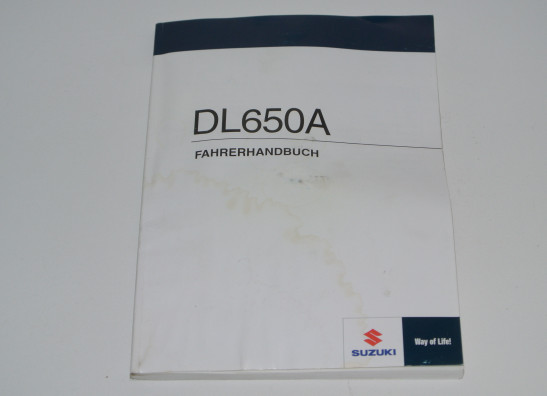 DL650A
FAHRERHANDBUCH
SUZUKI
Way of Life!